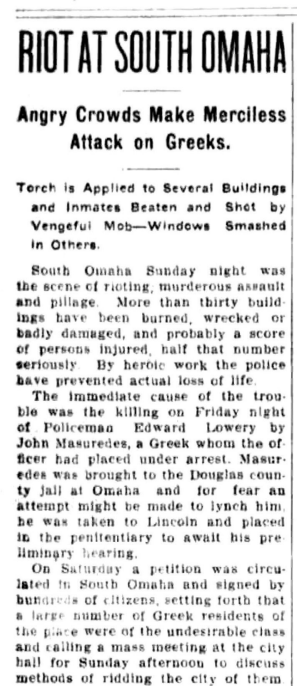 RIOT AT SOUTH OMAHA
Angry Crowds Make Merciless
Attack on Greeks.
Torch is Applied to Several Buildings
and Inmates Beaten and Shot by
Vengeful Mob—Windows Smashed
in Others.
South Omaha Sunday night was
the scene of rioting, murderous assault
and pillage. More than thirty build-
ings have been burned, wrecked or
badly damaged, and probably a score
of persons injured, half that number
seriously. By heroic work the police
have prevented actual loss of life.
The immediate cause of the trou-
ble was the killing on Friday night
of Policeman Edward Lowery by
John Masuredes, a Greek whom the of-
ficer had placed under arrest. Masur-
edes was brought to the Douglas coun-
ty jail at Omaha and for fear an
attempt might be made to lynch him,
he was taken to Lincoln and placed
in the penitentiary to await his pre-
liminary hearing.
On Saturday a petition was circu-
lated in South Omaha and signed by
hundreds of citizens, setting forth that
a large number of Greek residents of
the place were of the undesirable class
and calling a mass meeting at the city
hall for Sunday afternoon to discuss
methods of ridding the city of them